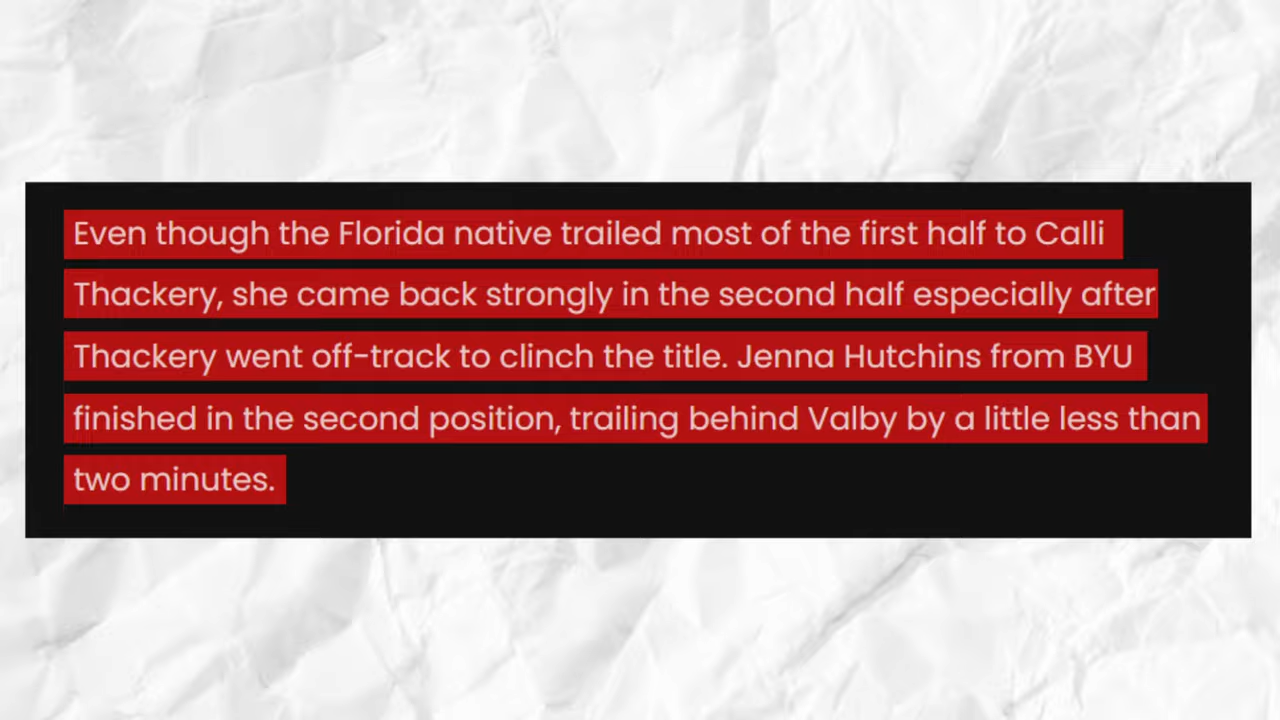 Even though the Florida native trailed most of the first half to Calli
Thackery, she came back strongly in the second half especially after
Thackery went off-track to clinch the title. Jenna Hutchins from BYU
finished in the second position, trailing behind Valby by a little less than
two minutes.